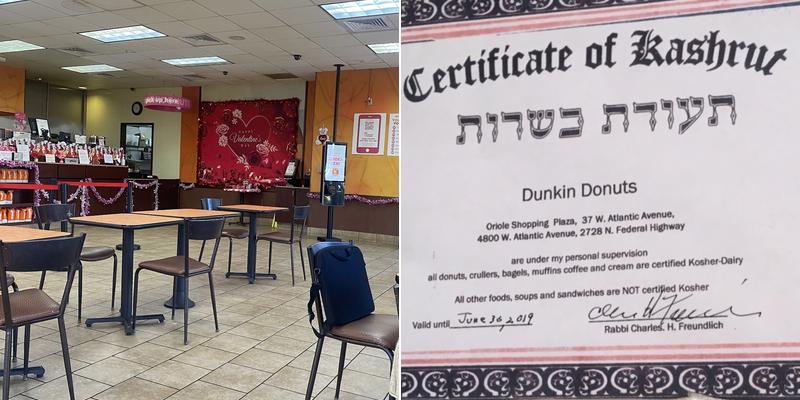 Pick Up Here
HAPPY
Valentine's
DAY
Certificate of Kashrut
תעודת כשרות
Dunkin Donuts
Oriole Shopping Plaza, 37 W. Atlantic Avenue,
4800 W. Atlantic Avenue, 2728 N. Federal Highway
are under my personal supervision
all donuts, crullers, bagels, muffins coffee and cream are certified Kosher-Dairy
All other foods, soups and sandwiches are NOT certified Kosher
Valid until June 30, 2019
Rabbi Charles. H. Freundlich